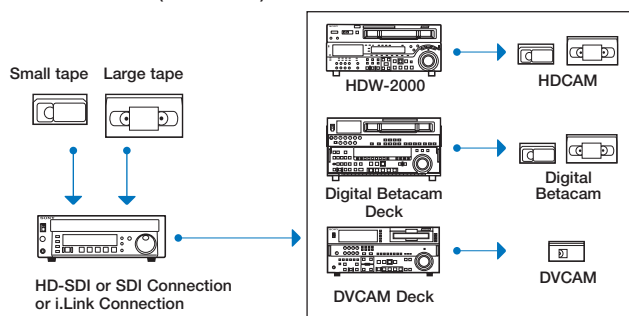 Small tape Large tape
HDW-2000
HDCAM
Digital Betacam
Deck
Digital
Betacam
HD-SDI or SDI Connection
or i.Link Connection
DVCAM Deck
DVCAM